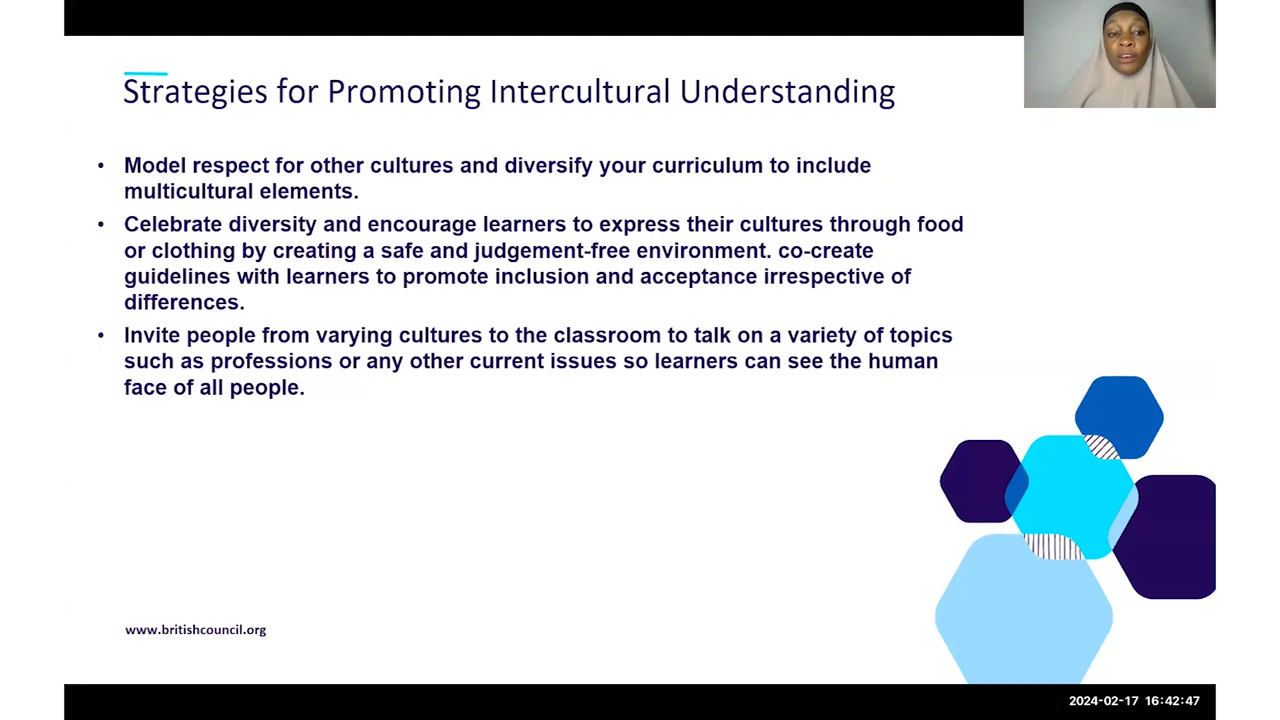 Strategies for Promoting Intercultural Understanding
• Model respect for other cultures and diversify your curriculum to include
multicultural elements.
• Celebrate diversity and encourage learners to express their cultures through food
or clothing by creating a safe and judgement-free environment. co-create
guidelines with learners to promote inclusion and acceptance irrespective of
differences.
• Invite people from varying cultures to the classroom to talk on a variety of topics
such as professions or any other current issues so learners can see the human
face of all people.
www.britishcouncil.org
2024-02-17 16:42:47